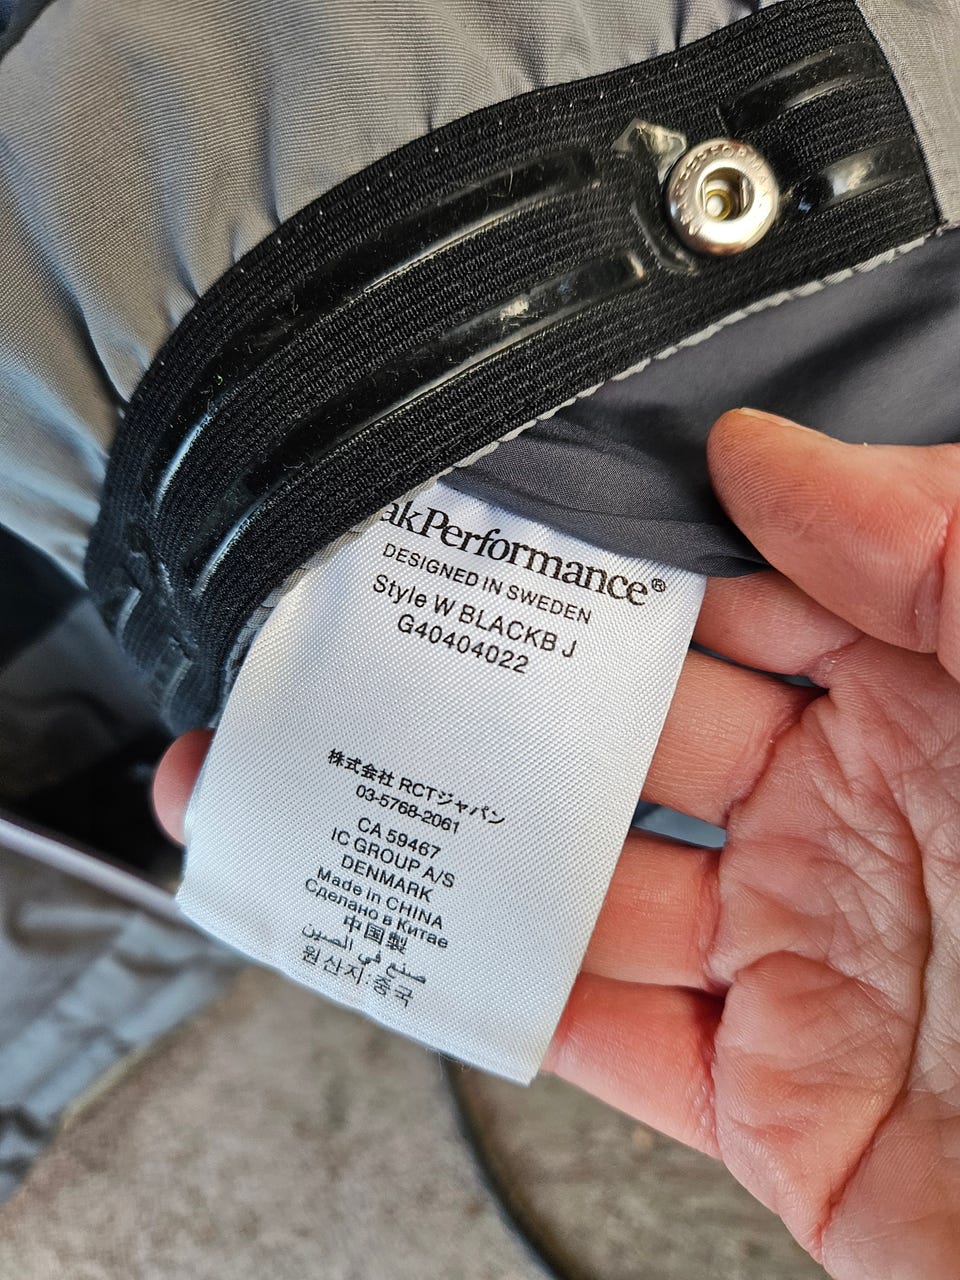 akPerformance®
DESIGNED IN SWEDEN
Style W BLACKB J
G40404022
株式会社 RCTジャパン
03-5768-2061
CA 59467
IC GROUP A/S
DENMARK
Made in CHINA
Сделано в Китае
中国製
صنع في الصين
원산지:중국